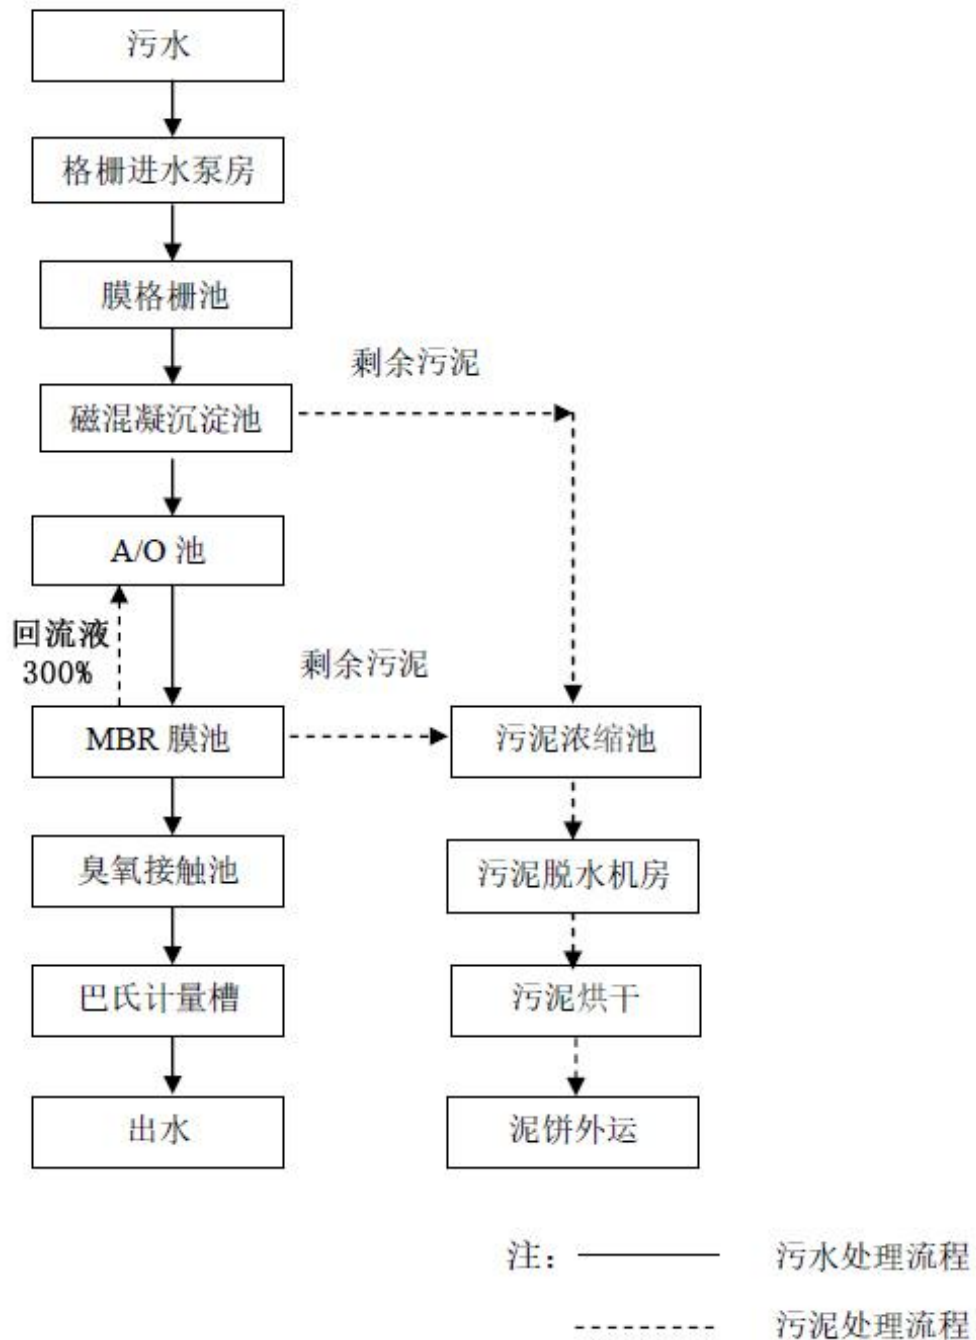 污水
格栅进水泵房
膜格栅池
剩余污泥
磁混凝沉淀池
A/O 池
回流液
300%
剩余污泥
MBR 膜池
污泥浓缩池
臭氧接触池
污泥脱水机房
巴氏计量槽
污泥烘干
出水
泥饼外运
注：
污水处理流程
污泥处理流程